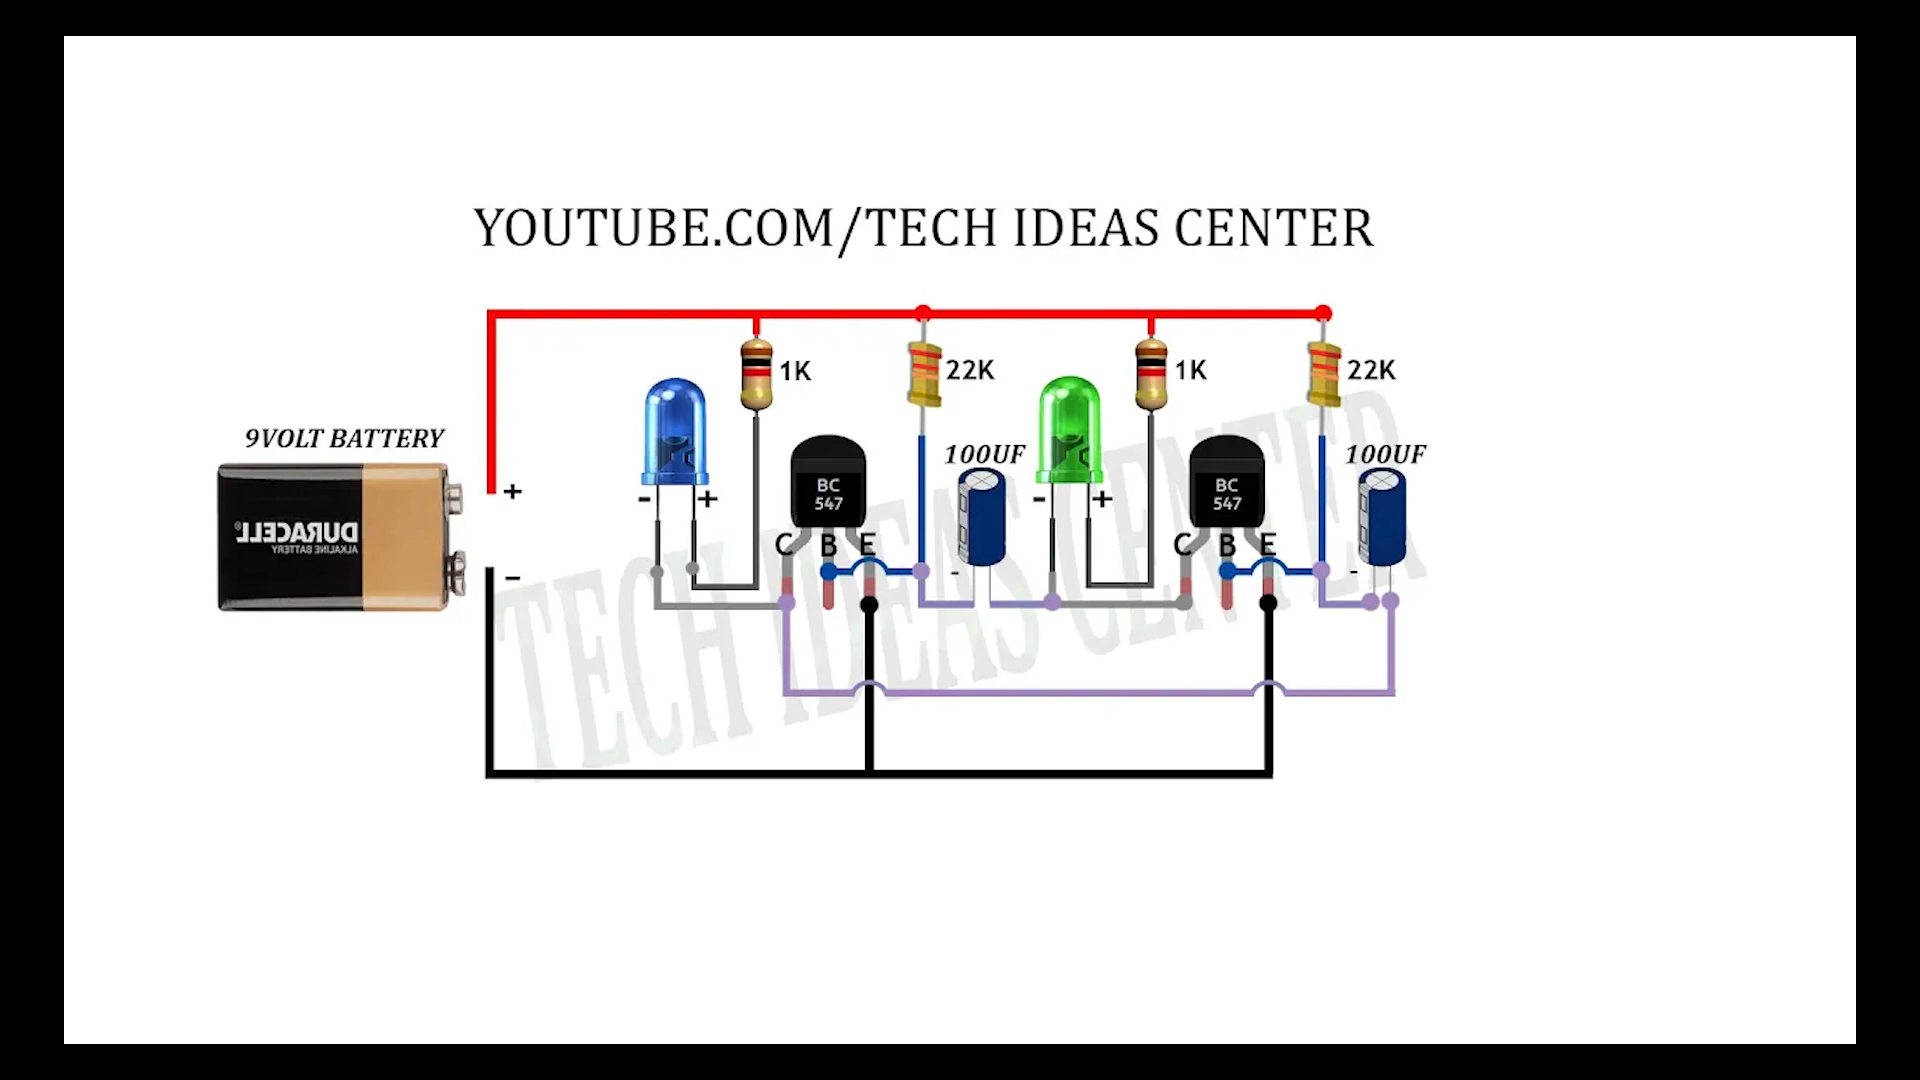 YOUTUBE.COM/TECH IDEAS CENTER
1K
22K
1K
22K
9VOLT BATTERY
100UF
100UF
+
-
+
-
+
BC
547
BC
547
DURACELL®
ALKALINE BATTERY
C B E
C B E
-
-
-
TECH IDEAS CENTER